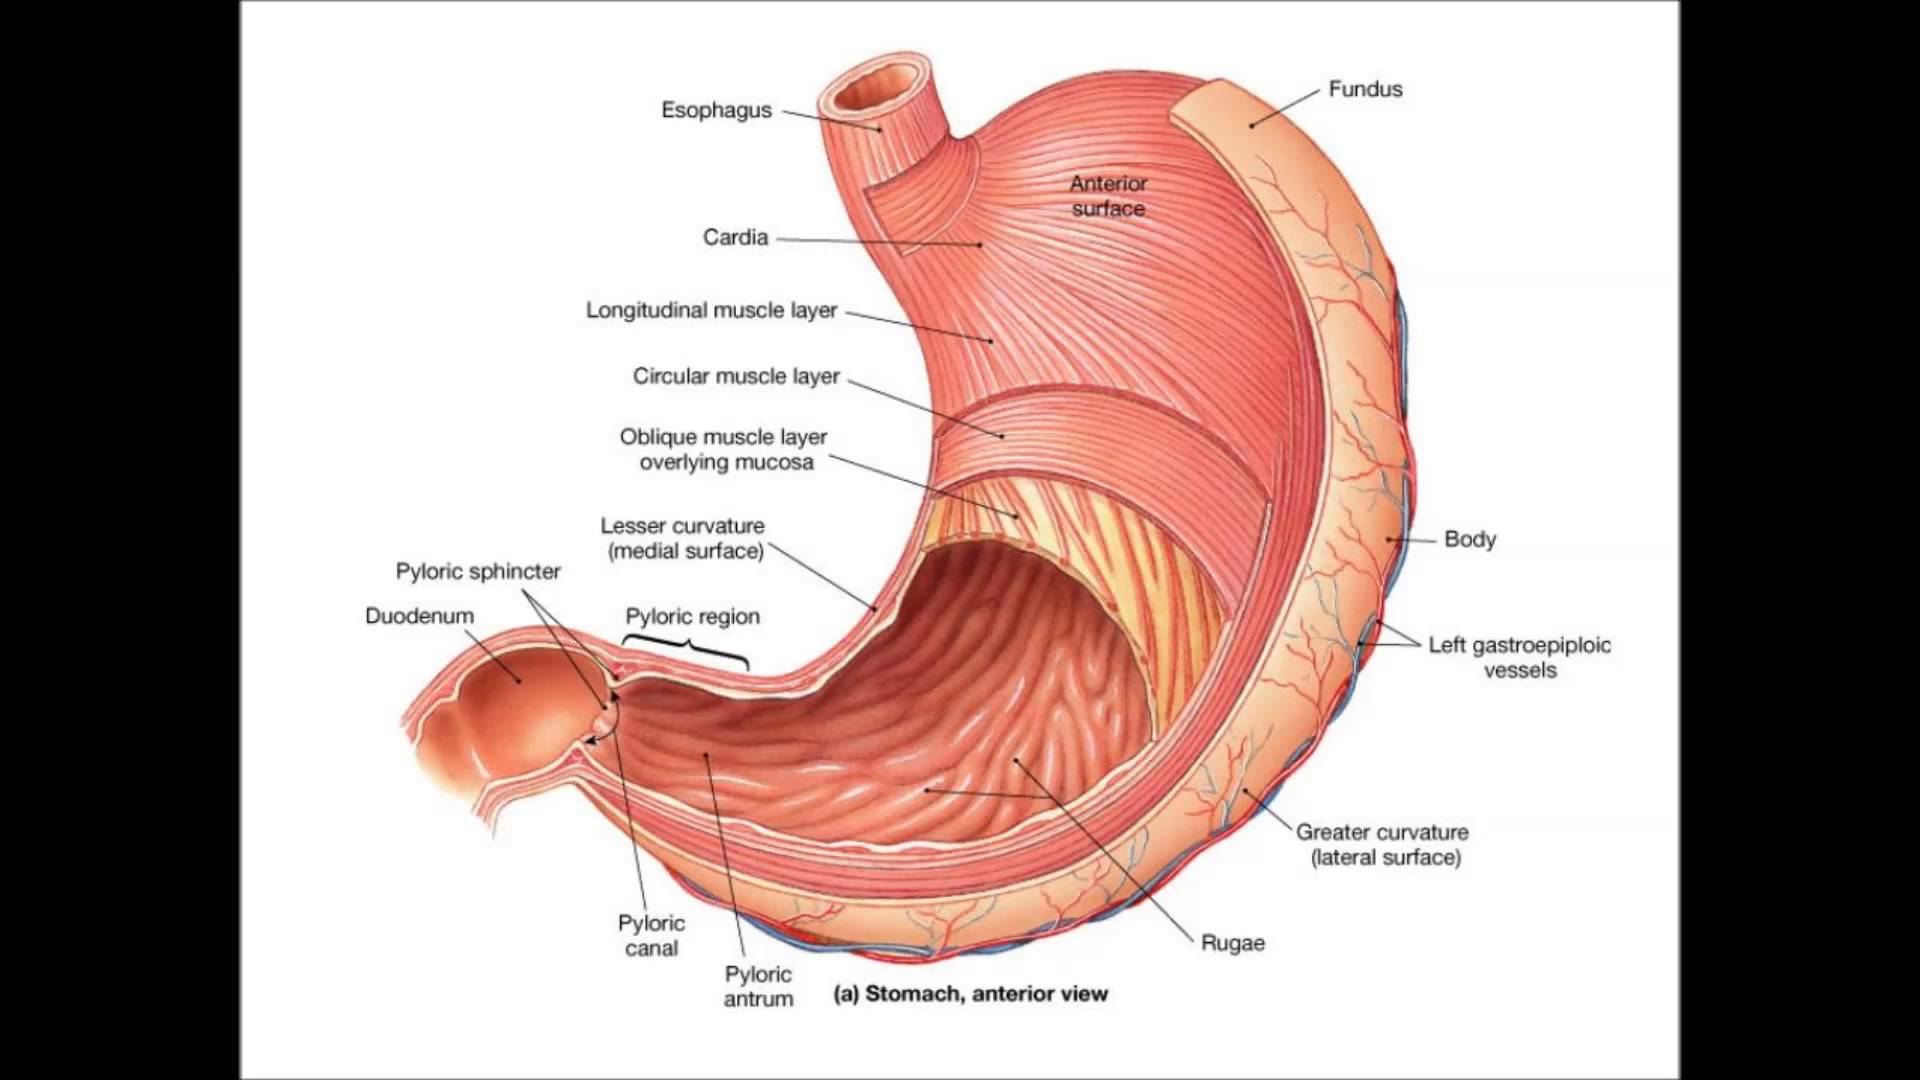 Esophagus
Fundus
Anterior
surface
Cardia
Longitudinal muscle layer
Circular muscle layer
Oblique muscle layer
overlying mucosa
Lesser curvature
(medial surface)
Body
Pyloric sphincter
Duodenum
Pyloric region
Left gastroepiploic
vessels
Greater curvature
(lateral surface)
Pyloric
canal
Rugae
Pyloric
antrum
(a) Stomach, anterior view